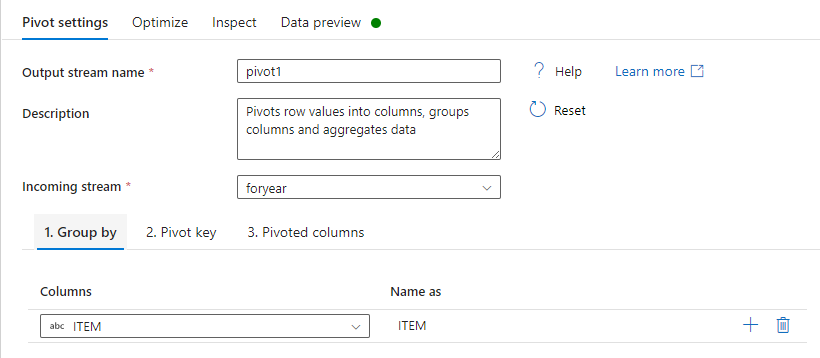 Pivot settings Optimize Inspect Data preview
Output stream name * pivot1 Help Learn more
Description Pivots row values into columns, groups
columns and aggregates data Reset
Incoming stream * foryear
1. Group by 2. Pivot key 3. Pivoted columns
Columns Name as
abc ITEM ITEM